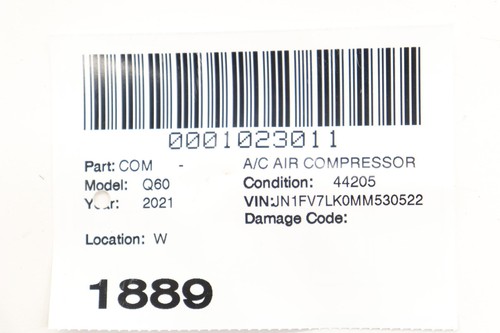 0001023011
Part: COM - A/C AIR COMPRESSOR
Model: Q60 Condition: 44205
Year: 2021 VIN:JN1FV7LK0MM530522
Damage Code:
Location: W
1889